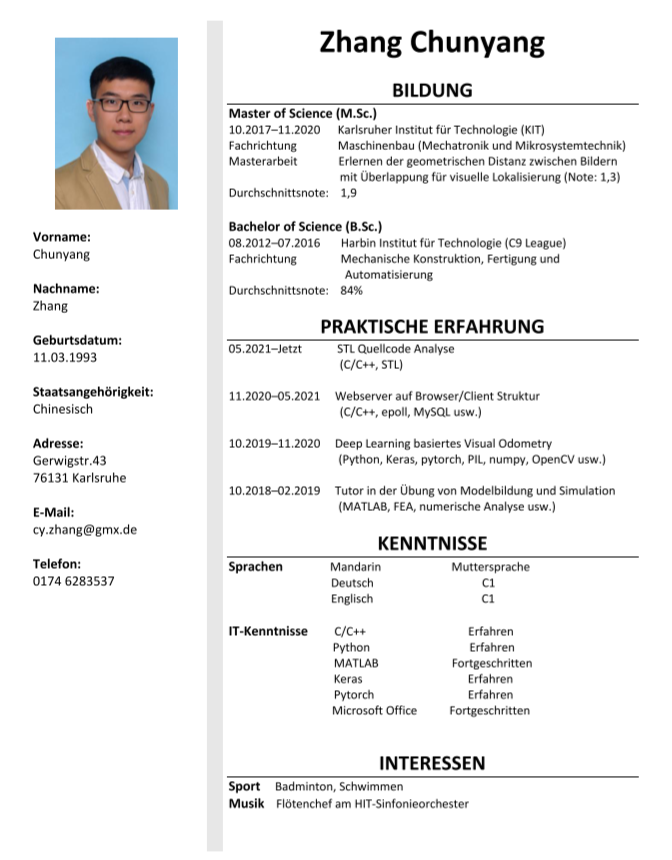 Zhang Chunyang
Vorname:
Chunyang
Nachname:
Zhang
Geburtsdatum:
11.03.1993
Staatsangehörigkeit:
Chinesisch
Adresse:
Gerwigstr.43
76131 Karlsruhe
E-Mail:
cy.zhang@gmx.de
Telefon:
0174 6283537
BILDUNG
Master of Science (M.Sc.)
10.2017–11.2020 Karlsruher Institut für Technologie (KIT)
Fachrichtung Maschinenbau (Mechatronik und Mikrosystemtechnik)
Masterarbeit Erlernen der geometrischen Distanz zwischen Bildern
mit Überlappung für visuelle Lokalisierung (Note: 1,3)
Durchschnittsnote: 1,9
Bachelor of Science (B.Sc.)
08.2012–07.2016 Harbin Institut für Technologie (C9 League)
Fachrichtung Mechanische Konstruktion, Fertigung und
Automatisierung
Durchschnittsnote: 84%
PRAKTISCHE ERFAHRUNG
05.2021–Jetzt STL Quellcode Analyse
(C/C++, STL)
11.2020–05.2021 Webserver auf Browser/Client Struktur
(C/C++, epoll, MySQL usw.)
10.2019–11.2020 Deep Learning basiertes Visual Odometry
(Python, Keras, pytorch, PIL, numpy, OpenCV usw.)
10.2018–02.2019 Tutor in der Übung von Modelbildung und Simulation
(MATLAB, FEA, numerische Analyse usw.)
KENNTNISSE
Sprachen Mandarin Muttersprache
Deutsch C1
Englisch C1
IT-Kenntnisse C/C++ Erfahren
Python Erfahren
MATLAB Fortgeschritten
Keras Erfahren
Pytorch Erfahren
Microsoft Office Fortgeschritten
INTERESSEN
Sport Badminton, Schwimmen
Musik Flötenchef am HIT-Sinfonieorchester